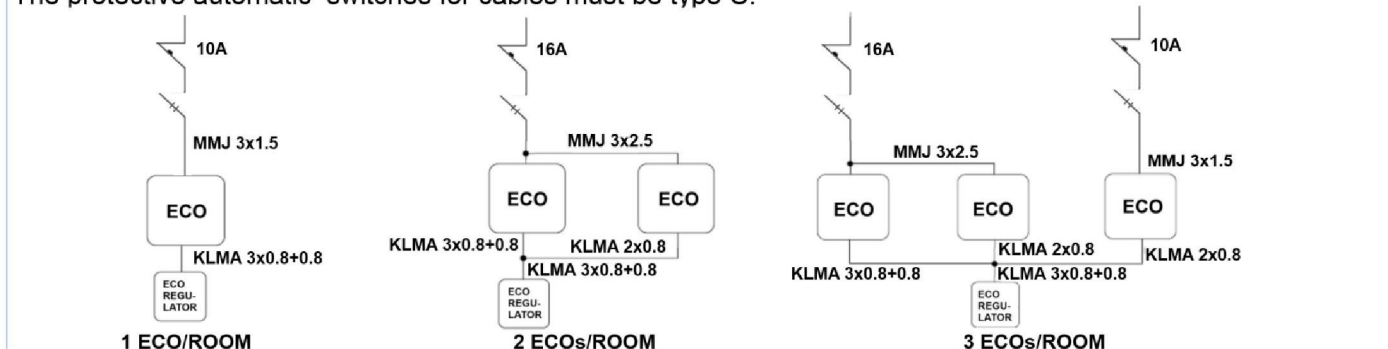 The protective automatic switches for cables must be type C.
10A
MMJ 3x1.5
ECO
KLMA 3x0.8+0.8
ECO
REGU-
LATOR
1 ECO/ROOM
16A
MMJ 3x2.5
ECO
ECO
KLMA 3x0.8+0.8
KLMA 2x0.8
KLMA 3x0.8+0.8
ECO
REGU-
LATOR
2 ECOs/ROOM
16A
10A
MMJ 3x2.5
MMJ 3x1.5
ECO
ECO
ECO
KLMA 2x0.8
KLMA 2x0.8
KLMA 3x0.8+0.8
KLMA 3x0.8+0.8
ECO
REGU-
LATOR
3 ECOs/ROOM